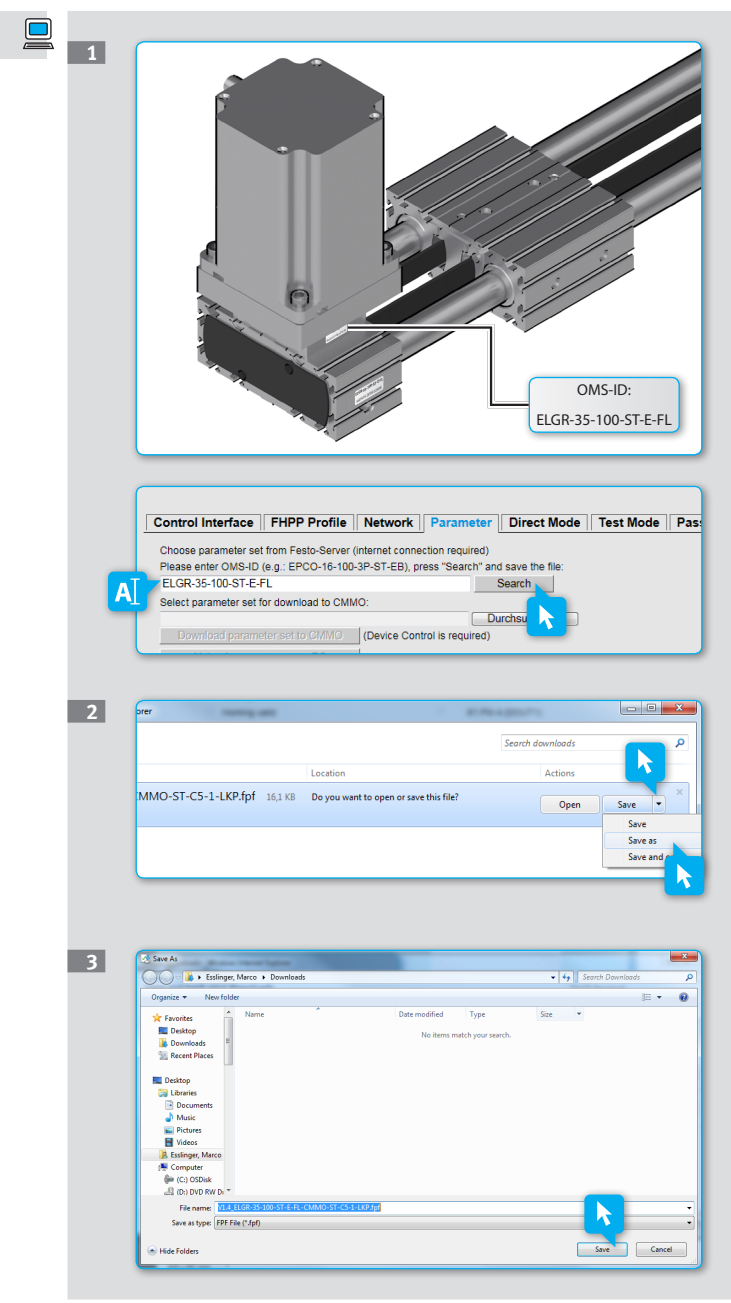 1
OMS-ID:
ELGR-35-100-ST-E-FL
Control Interface FHPP Profile Network Parameter Direct Mode Test Mode Pas
Choose parameter set from Festo-Server (internet connection required)
Please enter OMS-ID (e.g.: EPCO-16-100-3P-ST-EB), press "Search" and save the file:
A
ELGR-35-100-ST-E-FL Search
Select parameter set for download to CMMO:
Durchsu
Download parameter set to CMMO (Device Control is required)
2
orer
Search downloads
Location Actions
CMMO-ST-C5-1-LKP.fpf 16,1 KB Do you want to open or save this file? Open Save
Save
Save as
Save and
3
Save As
Esslinger, Marco Downloads Search Downloads
Organize New folder
Name Date modified Type Size
No items match your search.
Favorites
Desktop
Downloads
Recent Places
Desktop
Libraries
Documents
Music
Pictures
Videos
Esslinger, Marco
Computer
(C:) OSDisk
(D:) DVD RW Dr
File name: V1.4_ELGR-35-100-ST-E-FL-CMMO-ST-C5-1-LKP.fpf
Save as type: FPF File (*.fpf)
Hide Folders Save Cancel